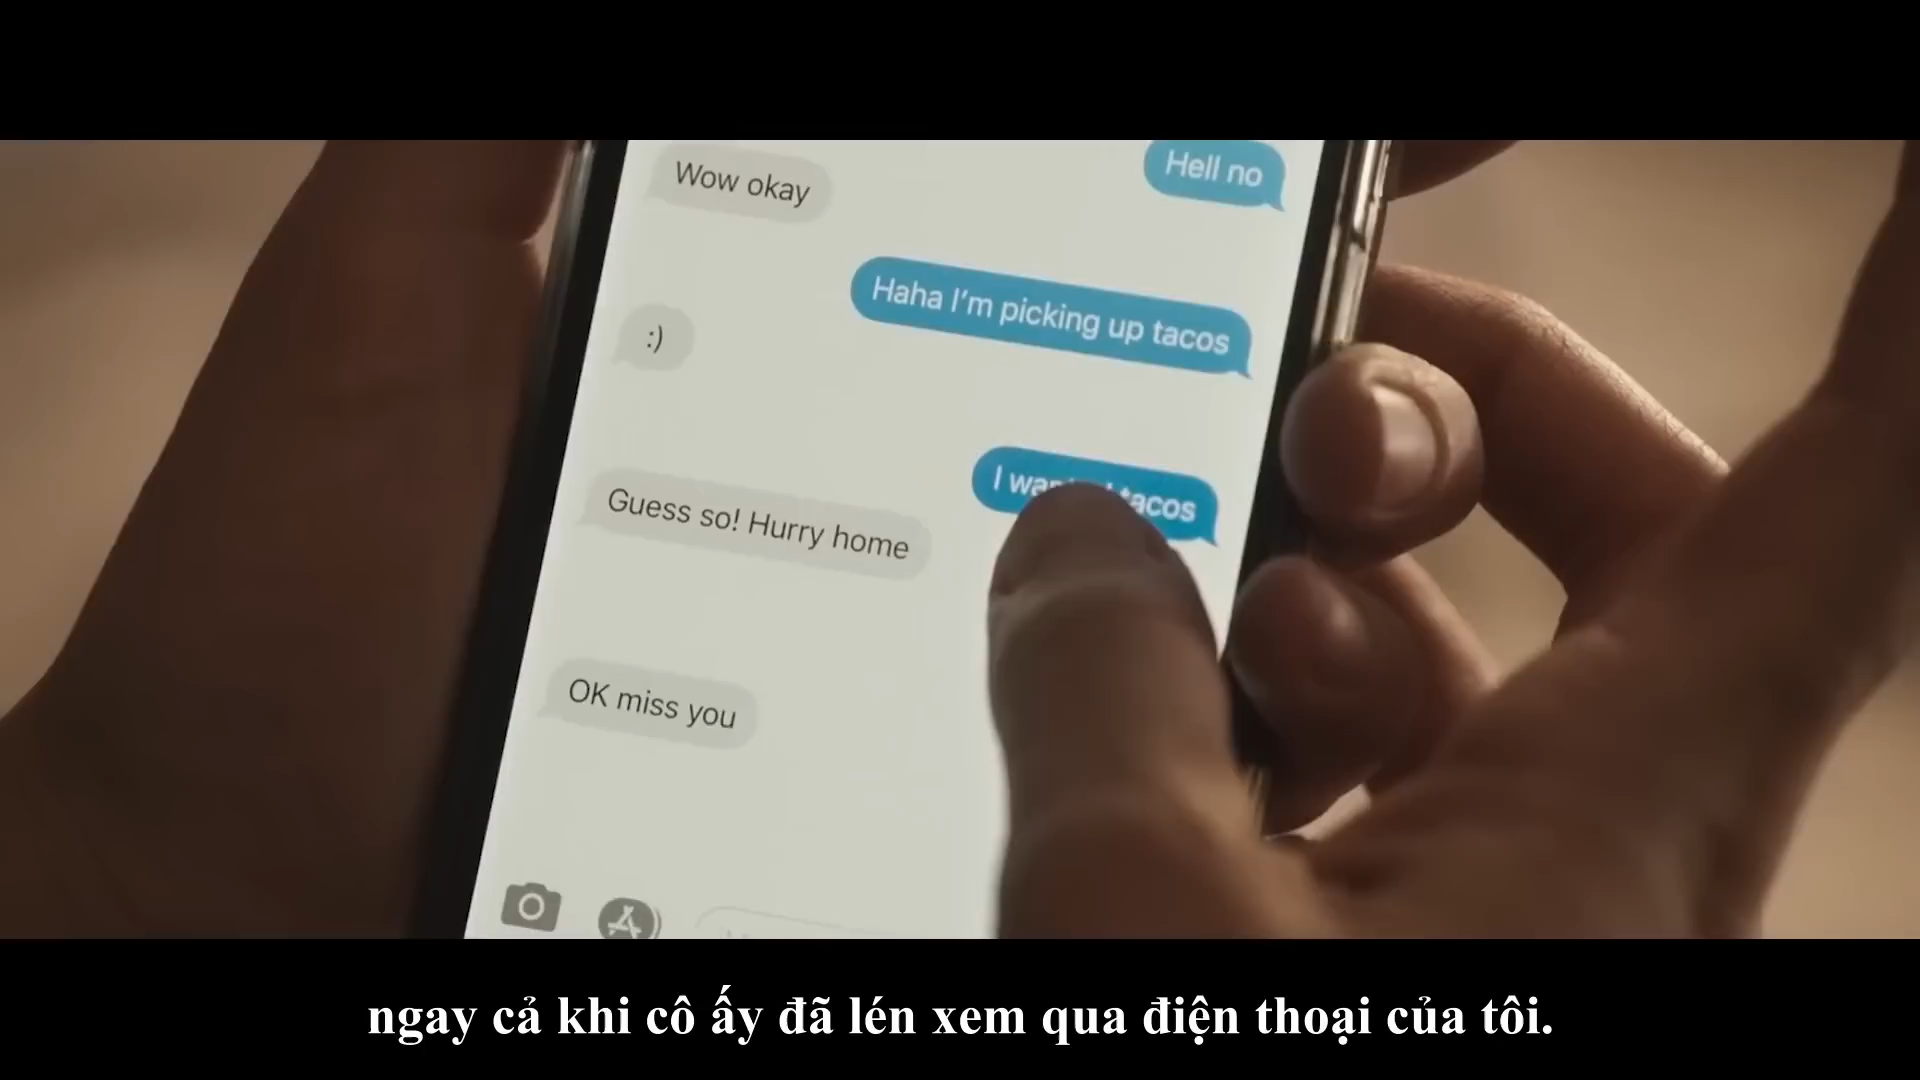 Hell no
Wow okay
Haha I'm picking up tacos
:)
I tacos
Guess so! Hurry home
OK miss you
ngay cả khi cô ấy đã lén xem qua điện thoại của tôi.